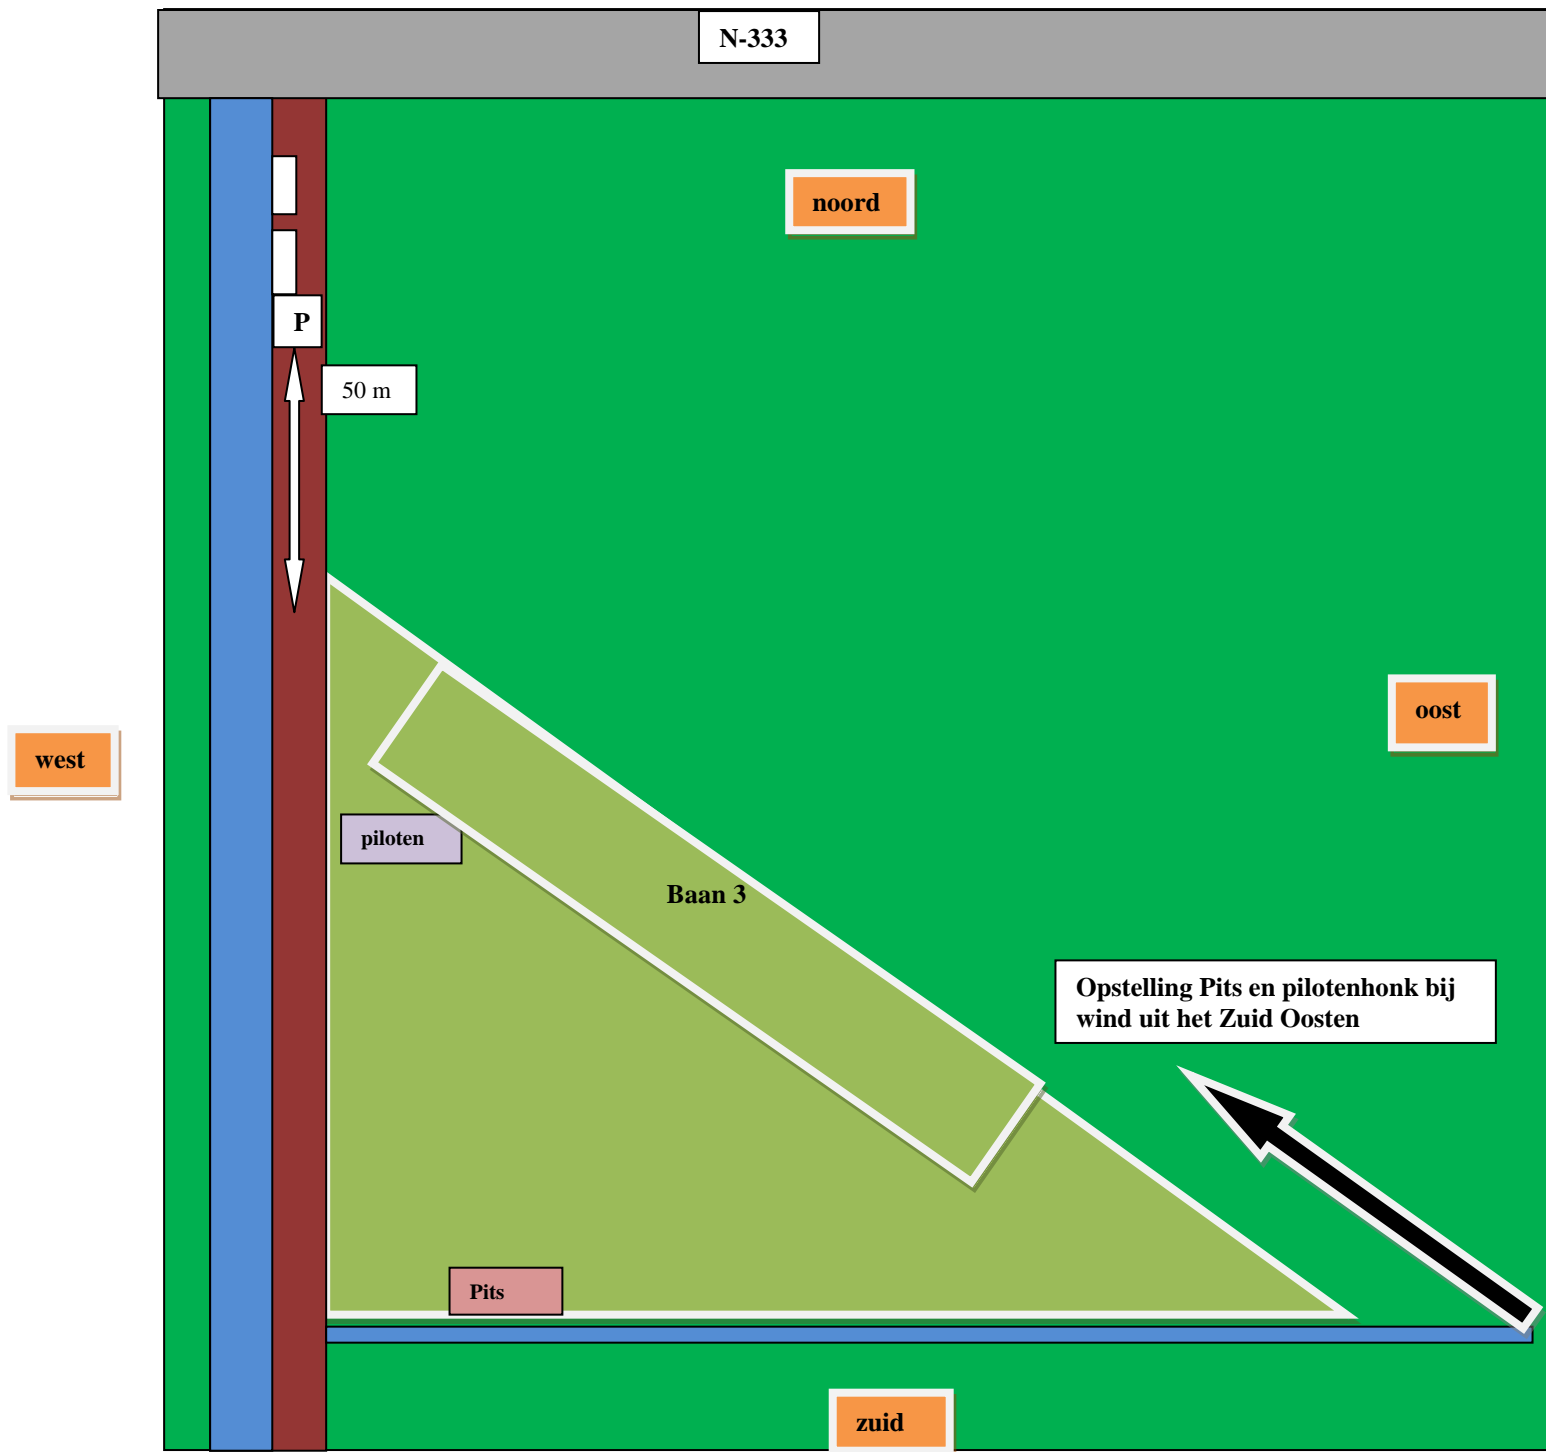 N-333
noord
P
50 m
oost
west
piloten
Baan 3
Opstelling Pits en pilotenhonk bij
wind uit het Zuid Oosten
Pits
zuid